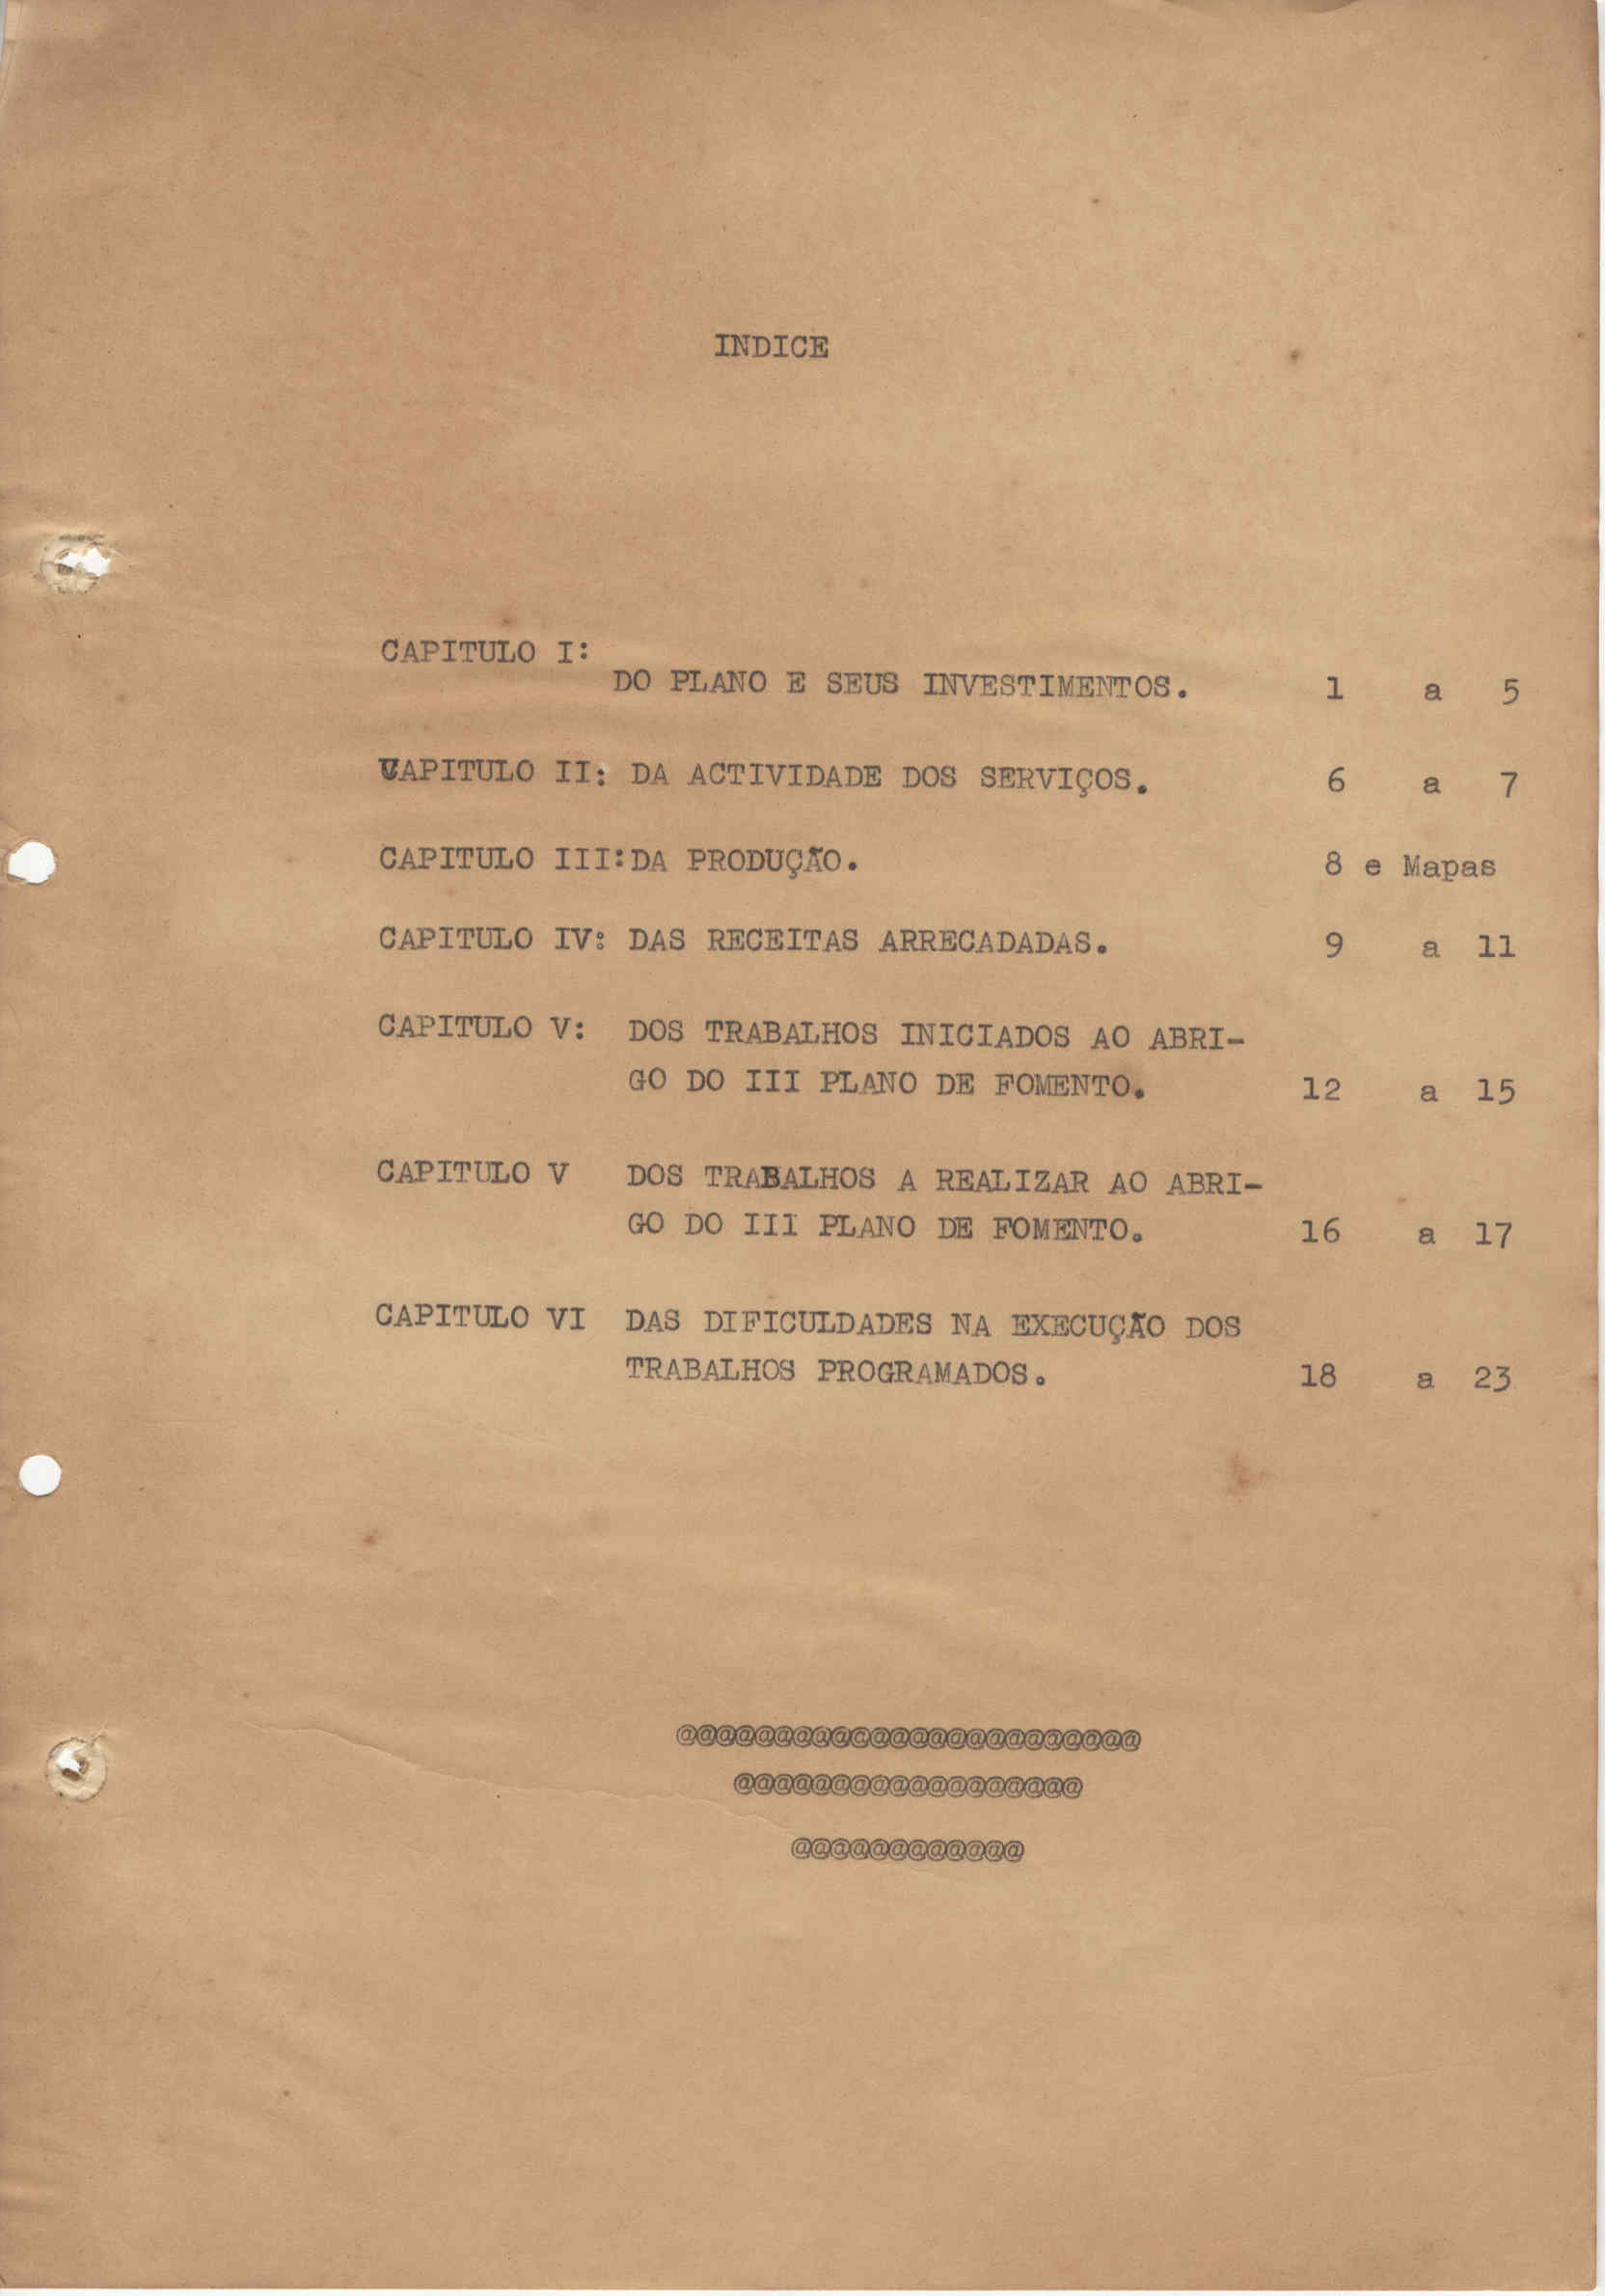 INDICE
CAPITULO I:
DO PLANO E SEUS INVESTIMENTOS. 1 a 5
CAPITULO II: DA ACTIVIDADE DOS SERVIÇOS. 6 a 7
CAPITULO III:DA PRODUÇÃO. 8 e Mapas
CAPITULO IV: DAS RECEITAS ARRECADADAS. 9 a 11
CAPITULO V: DOS TRABALHOS INICIADOS AO ABRI-
GO DO III PLANO DE FOMENTO. 12 a 15
CAPITULO V DOS TRABALHOS A REALIZAR AO ABRI-
GO DO III PLANO DE FOMENTO. 16 a 17
CAPITULO VI DAS DIFICULDADES NA EXECUÇÃO DOS
TRABALHOS PROGRAMADOS. 18 a 23
@@@@@@@@@@@@@@@@@@@@@@@@
@@@@@@@@@@@@@@@@@@
@@@@@@@@@@@@